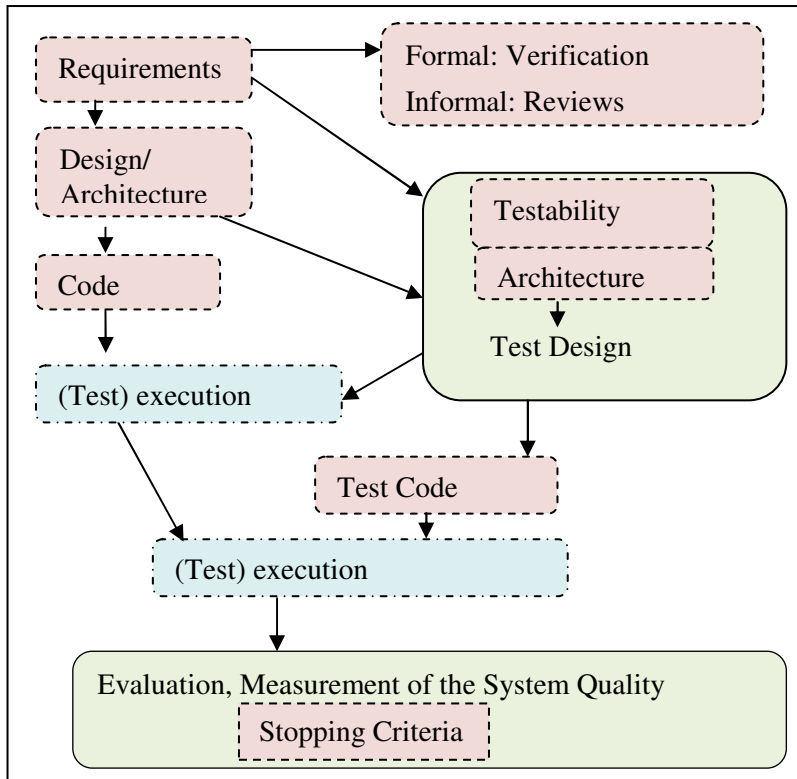 Requirements
Formal: Verification
Informal: Reviews
Design/
Architecture
Testability
Code
Architecture
Test Design
(Test) execution
Test Code
(Test) execution
Evaluation, Measurement of the System Quality
Stopping Criteria